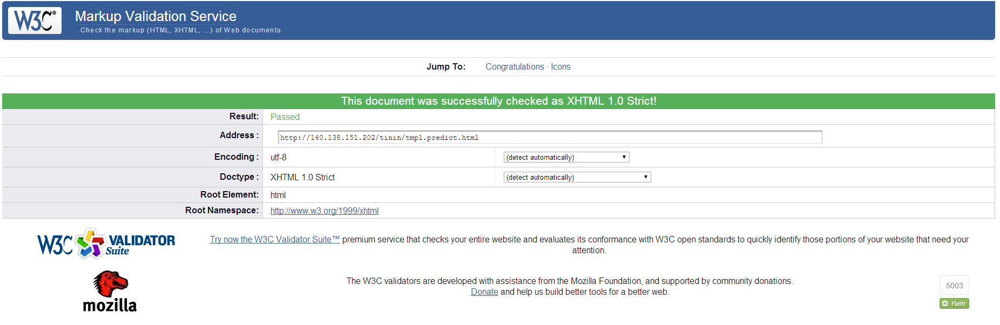 W3C®
Markup Validation Service
Check the markup (HTML, XHTML, …) of Web documents
Jump To: Congratulations · Icons
This document was successfully checked as XHTML 1.0 Strict!
Result: Passed
Address : http://140.138.151.202/tinin/tmpl.predict.html
Encoding : utf-8 (detect automatically)
Doctype : XHTML 1.0 Strict (detect automatically)
Root Element: html
Root Namespace: http://www.w3.org/1999/xhtml
W3C VALIDATOR Suite
Try now the W3C Validator Suite™ premium service that checks your entire website and evaluates its conformance with W3C open standards to quickly identify those portions of your website that need your
attention.
mozilla
The W3C validators are developed with assistance from the Mozilla Foundation, and supported by community donations.
Donate and help us build better tools for a better web.
5003
Flattr